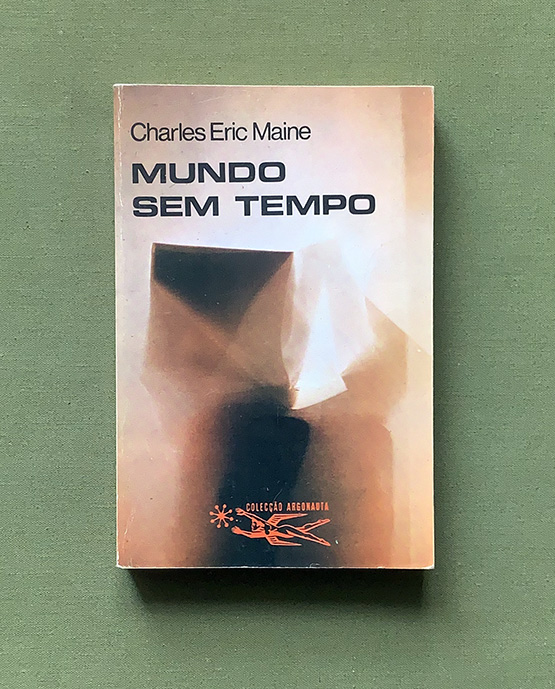 Charles Eric Maine
MUNDO
SEM TEMPO
COLECÇÃO ARGONAUTA